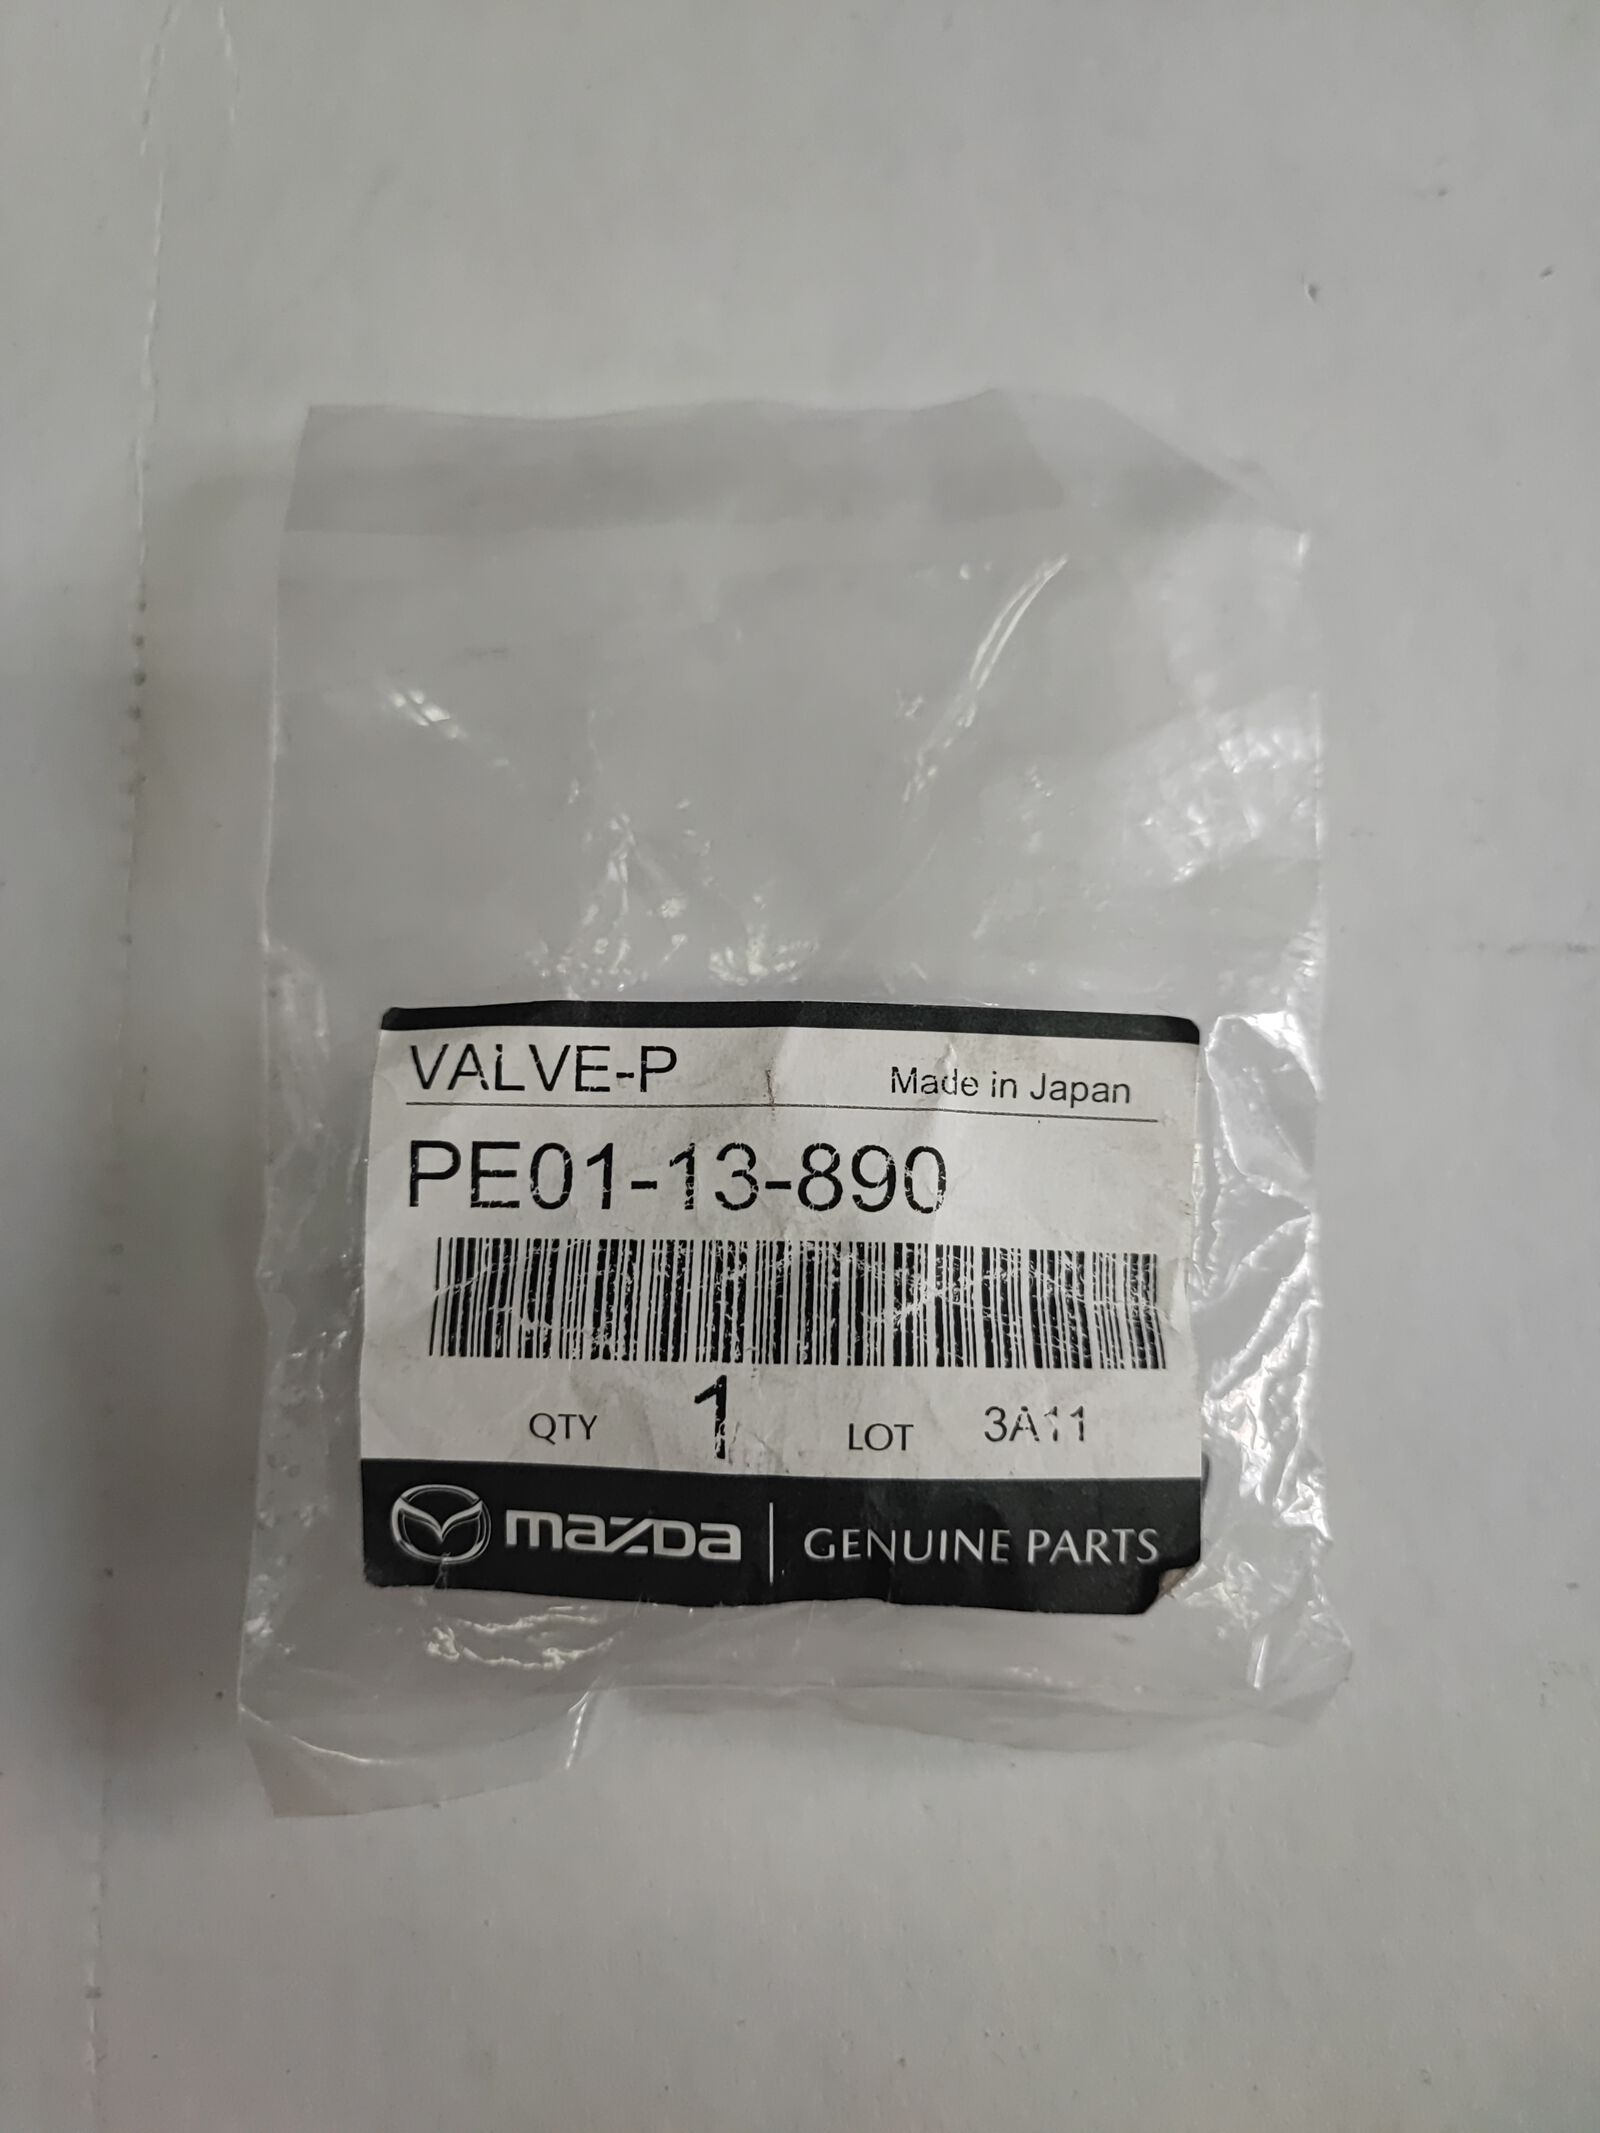 VALVE-P Made in Japan
PE01-13-890
QTY 1 LOT 3A11
mazda GENUINE PARTS